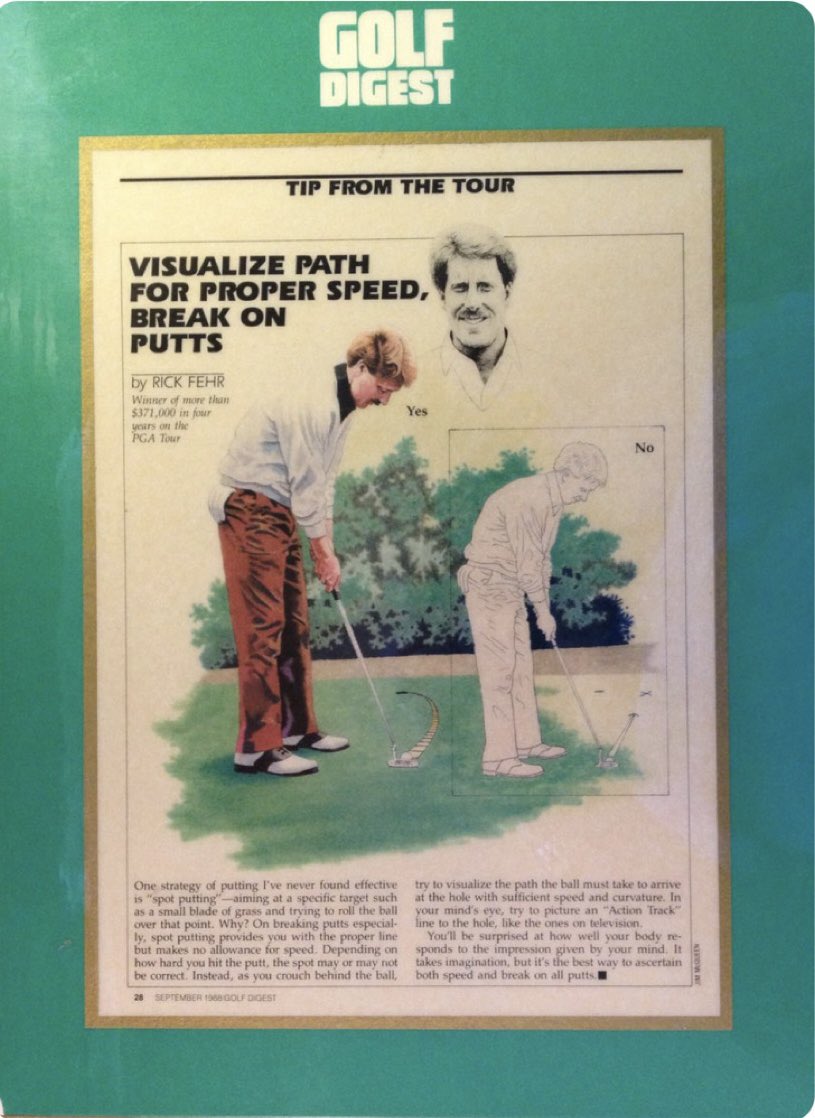 GOLF
DIGEST
TIP FROM THE TOUR
VISUALIZE PATH
FOR PROPER SPEED,
BREAK ON
PUTTS
by RICK FEHR
Winner of more than
$371,000 in four
years on the
PGA Tour
Yes
No
One strategy of putting I've never found effective
is "spot putting"—aiming at a specific target such
as a small blade of grass and trying to roll the ball
over that point. Why? On breaking putts especial-
ly, spot putting provides you with the proper line
but makes no allowance for speed. Depending on
how hard you hit the putt, the spot may or may not
be correct. Instead, as you crouch behind the ball,
try to visualize the path the ball must take to arrive
at the hole with sufficient speed and curvature. In
your mind's eye, try to picture an "Action Track"
line to the hole, like the ones on television.
You'll be surprised at how well your body re-
sponds to the impression given by your mind. It
takes imagination, but it's the best way to ascertain
both speed and break on all putts.■
JIM McQUEEN
28 SEPTEMBER 1988/GOLF DIGEST